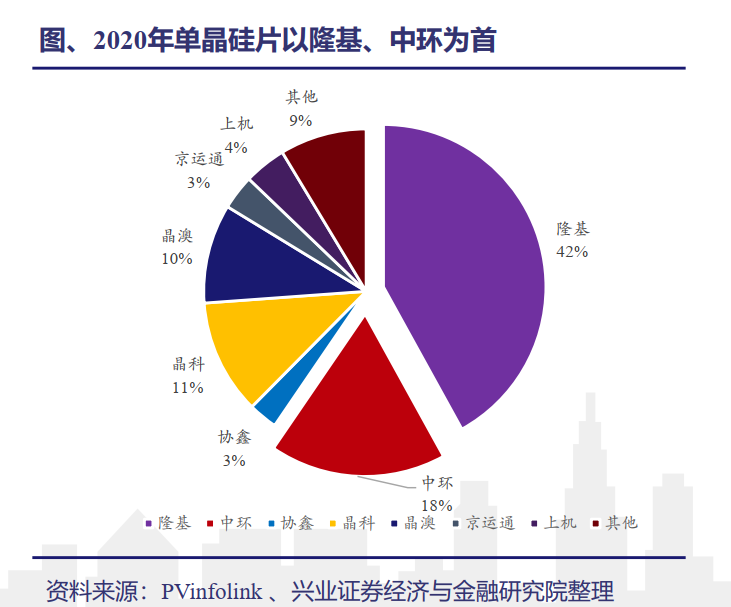 图、2020年单晶硅片以隆基、中环为首
其他
9%
上机
4%
京运通
3%
隆基
42%
晶澳
10%
晶科
11%
协鑫
3%
中环
18%
隆基 中环 协鑫 晶科 晶澳 京运通 上机 其他
资料来源：PVinfolink 、兴业证券经济与金融研究院整理